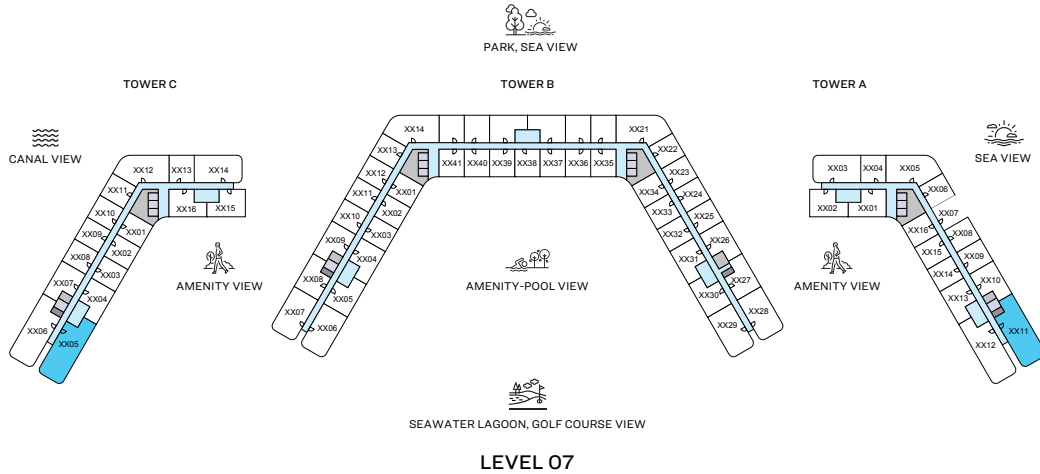 PARK, SEA VIEW
TOWER C
TOWER B
TOWER A
CANAL VIEW
SEA VIEW
XX12
XX13
XX14
XX11
XX10
XX09
XX08
XX07
XX06
XX05
XX04
XX03
XX02
XX01
XX16
XX15
AMENITY VIEW
XX14
XX13
XX12
XX11
XX10
XX09
XX08
XX07
XX06
XX05
XX04
XX03
XX02
XX01
XX41
XX40
XX39
XX38
XX37
XX36
XX35
XX21
XX22
XX23
XX24
XX25
XX26
XX27
XX28
XX29
XX30
XX31
XX32
XX33
XX34
AMENITY-POOL VIEW
XX03
XX04
XX05
XX06
XX02
XX01
XX07
XX08
XX09
XX10
XX11
XX12
XX13
XX14
XX15
XX16
AMENITY VIEW
SEAWATER LAGOON, GOLF COURSE VIEW
LEVEL 07